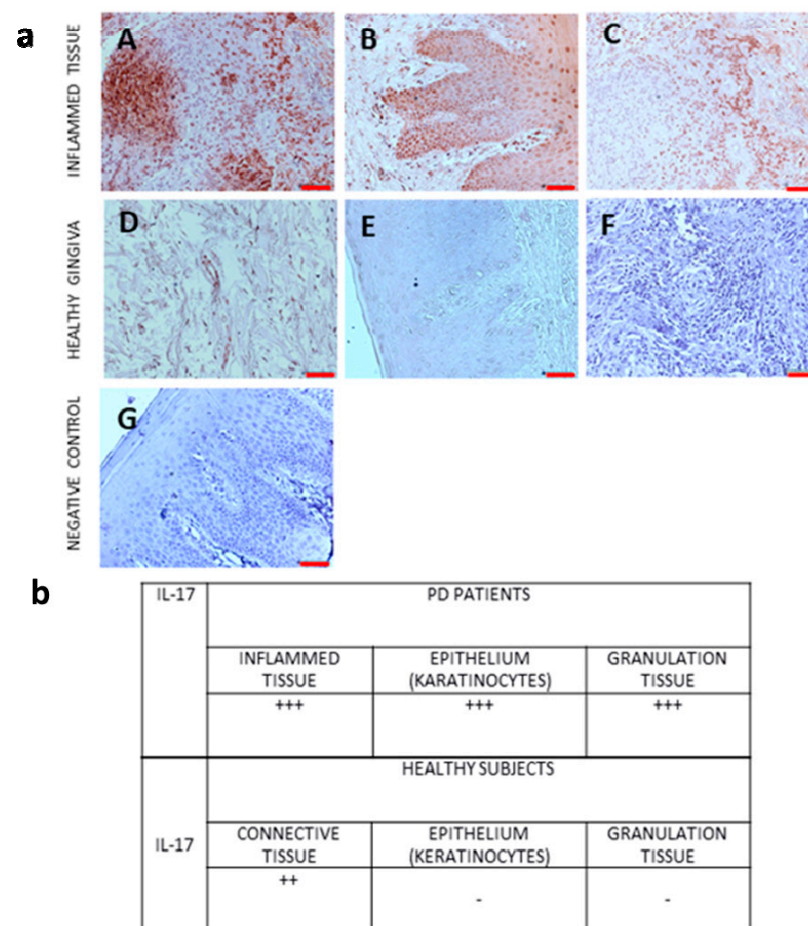 a
INFLAMMED TISSUE
A
B
C
HEALTHY GINGIVA
D
E
F
NEGATIVE CONTROL
G
b
IL-17
PD PATIENTS
INFLAMMED
TISSUE
EPITHELIUM
(KARATINOCYTES)
GRANULATION
TISSUE
+++
+++
+++
IL-17
HEALTHY SUBJECTS
CONNECTIVE
TISSUE
EPITHELIUM
(KERATINOCYTES)
GRANULATION
TISSUE
++
-
-